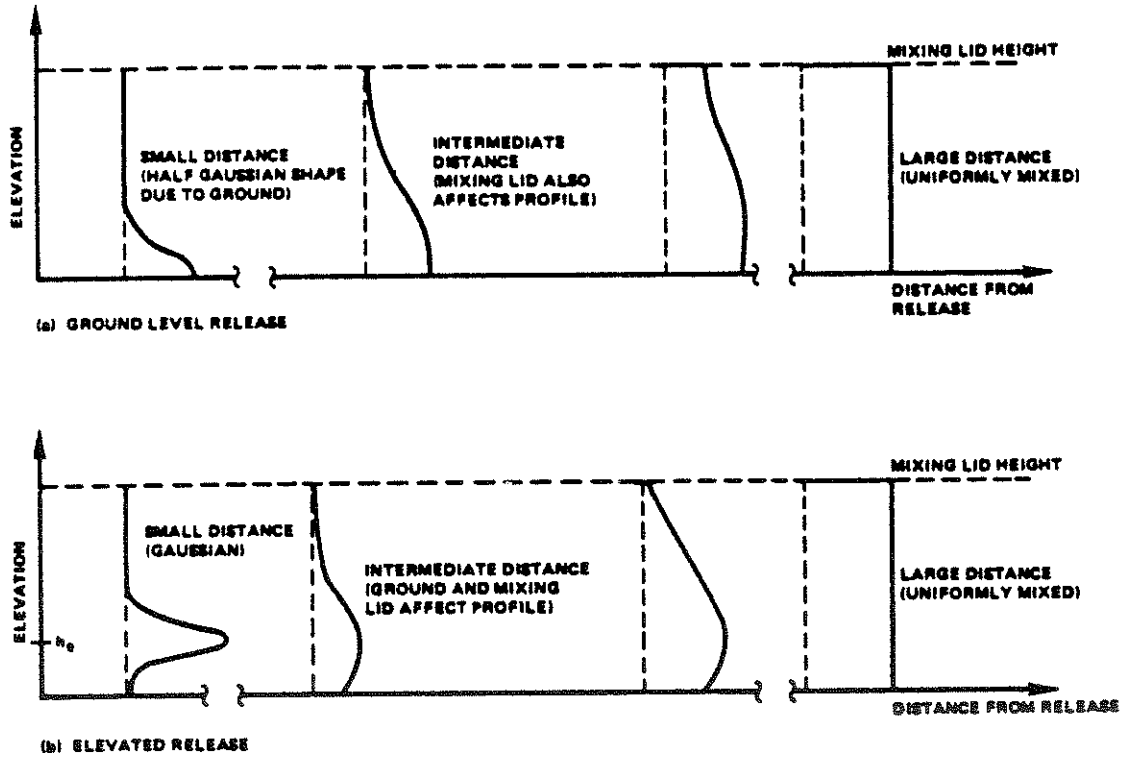 MIXING LID HEIGHT
ELEVATION
SMALL DISTANCE
(HALF GAUSSIAN SHAPE
DUE TO GROUND)
INTERMEDIATE
DISTANCE
(MIXING LID ALSO
AFFECTS PROFILE)
LARGE DISTANCE
(UNIFORMLY MIXED)
DISTANCE FROM
RELEASE
(a) GROUND LEVEL RELEASE
MIXING LID HEIGHT
ELEVATION
SMALL DISTANCE
(GAUSSIAN)
INTERMEDIATE DISTANCE
(GROUND AND MIXING
LID AFFECT PROFILE)
LARGE DISTANCE
(UNIFORMLY MIXED)
he
DISTANCE FROM RELEASE
(b) ELEVATED RELEASE